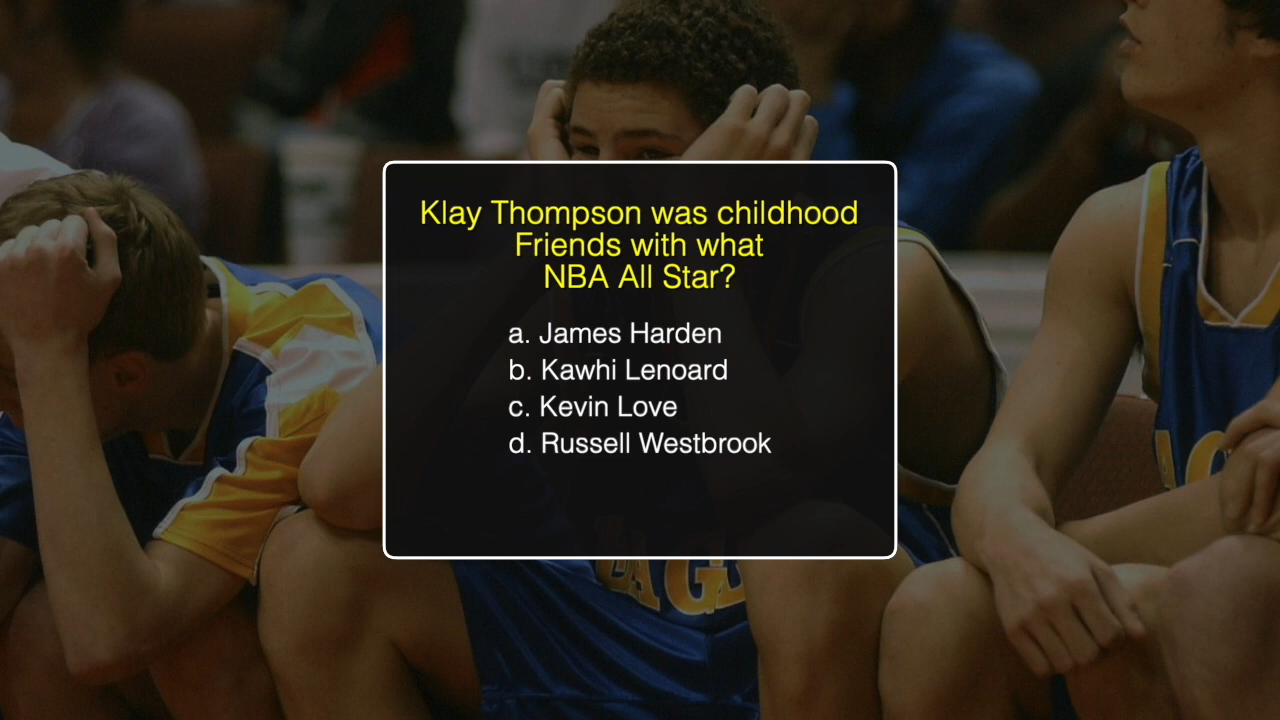 Klay Thompson was childhood
Friends with what
NBA All Star?
a. James Harden
b. Kawhi Lenoard
c. Kevin Love
d. Russell Westbrook